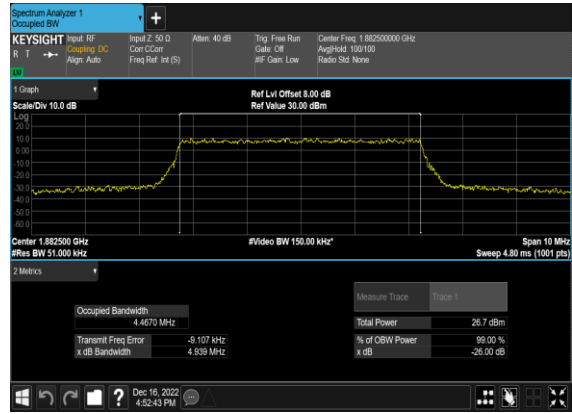 Spectrum Analyzer 1
Occupied BW
KEYSIGHT Input: RF Input Z: 50 Ω Atten: 40 dB Trig: Free Run Center Freq: 1.882500000 GHz
R T Coupling: DC Corr CCorr Gate: Off Avg|Hold: 100/100
Align: Auto Freq Ref: Int (S) #IF Gain: Low Radio Std: None
LNI
1 Graph
Ref Lvl Offset 8.00 dB
Scale/Div 10.0 dB Ref Value 30.00 dBm
Log
20.0
10.0
0.00
-10.0
-20.0
-30.0
-40.0
-50.0
-60.0
Center 1.882500 GHz #Video BW 150.00 kHz* Span 10 MHz
#Res BW 51.000 kHz Sweep 4.80 ms (1001 pts)
2 Metrics
Measure Trace Trace 1
Occupied Bandwidth
4.4670 MHz Total Power 26.7 dBm
Transmit Freq Error -9.107 kHz % of OBW Power 99.00 %
x dB Bandwidth 4.939 MHz x dB -26.00 dB
Dec 16, 2022
4:52:43 PM